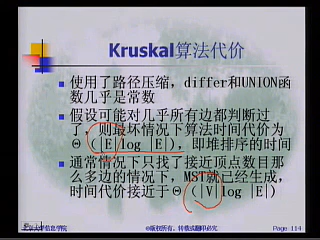 Kruskal算法代价
使用了路径压缩，differ和UNION函
数几乎是常数
假设可能对几乎所有边都判断过
了，则最坏情况下算法时间代价为
Θ (|E|log |E|)，即堆排序的时间
通常情况下只找了接近顶点数目那
么多边的情况下，MST就已经生成，
时间代价接近于Θ (|V|log |E|)
北京大学信息学院 ©版权所有，转载或翻印必究 Page 114